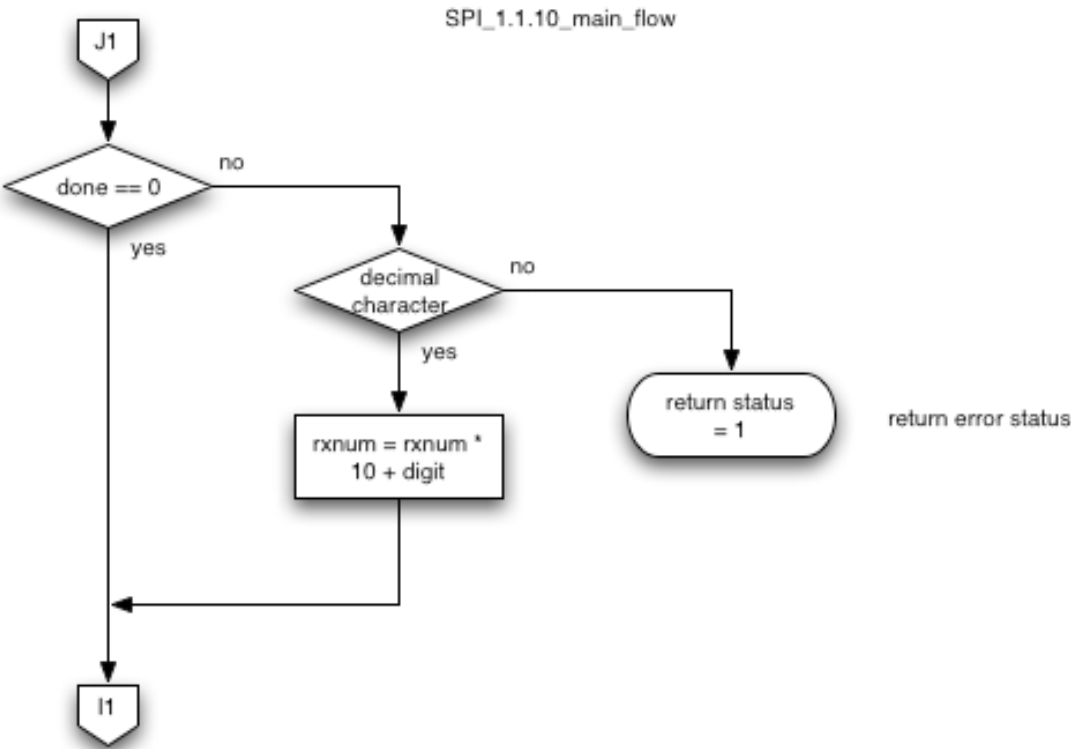 SPI_1.1.10_main_flow
J1
done == 0
no
yes
decimal
character
no
yes
rxnum = rxnum *
10 + digit
return status
= 1
return error status
I1